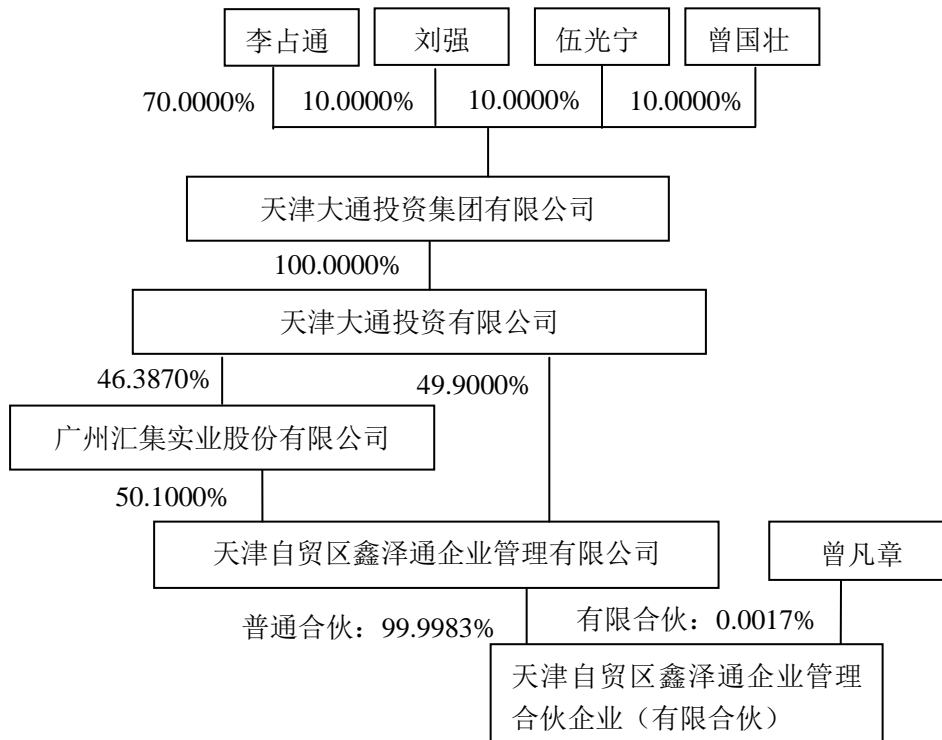 李占通
刘强
伍光宁
曾国壮
70.0000%
10.0000%
10.0000%
10.0000%
天津大通投资集团有限公司
100.0000%
天津大通投资有限公司
46.3870%
49.9000%
广州汇集实业股份有限公司
50.1000%
天津自贸区鑫泽通企业管理有限公司
曾凡章
普通合伙：99.9983%
有限合伙：0.0017%
天津自贸区鑫泽通企业管理
合伙企业（有限合伙）